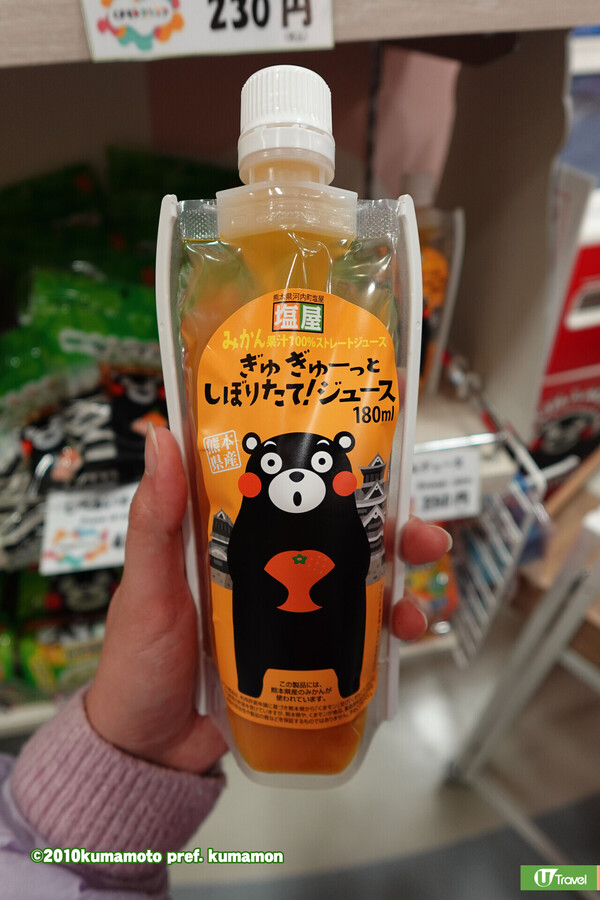 230円
熊本県河内町塩屋
塩屋
みかん果汁100%ストレートジュース
ぎゅぎゅーっと
しぼりたて!ジュース
180ml
熊本
県産
この製品には、
熊本県産のみかんが
使われています。
©2010kumamoto pref. kumamon
U Travel